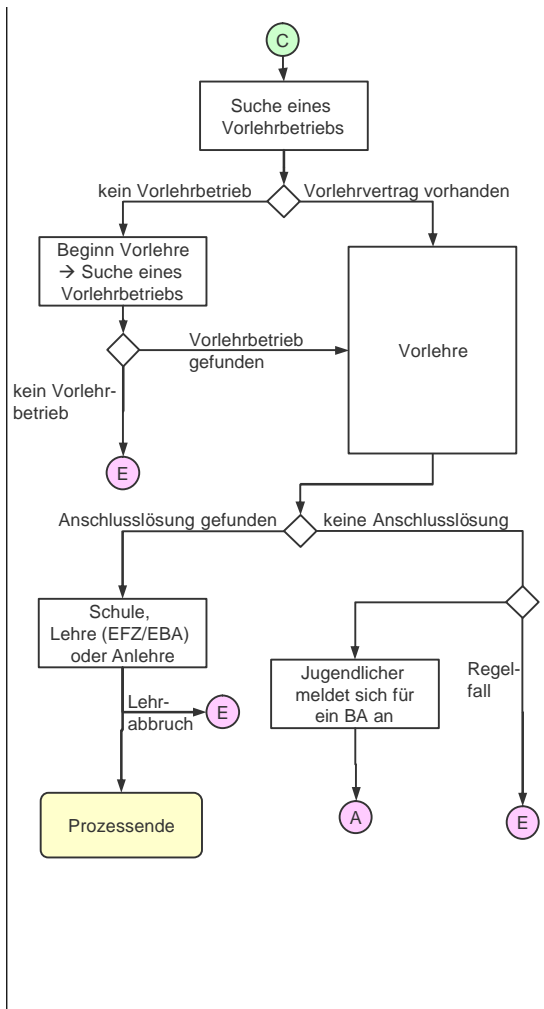 C
Suche eines
Vorlehrbetriebs
kein Vorlehrbetrieb
Vorlehrvertrag vorhanden
Beginn Vorlehre
→ Suche eines
Vorlehrbetriebs
Vorlehrbetrieb
gefunden
Vorlehre
kein Vorlehr-
betrieb
E
Anschlusslösung gefunden
keine Anschlusslösung
Schule,
Lehre (EFZ/EBA)
oder Anlehre
Jugendlicher
meldet sich für
ein BA an
Regel-
fall
Lehr-
abbruch
E
Prozessende
A
E